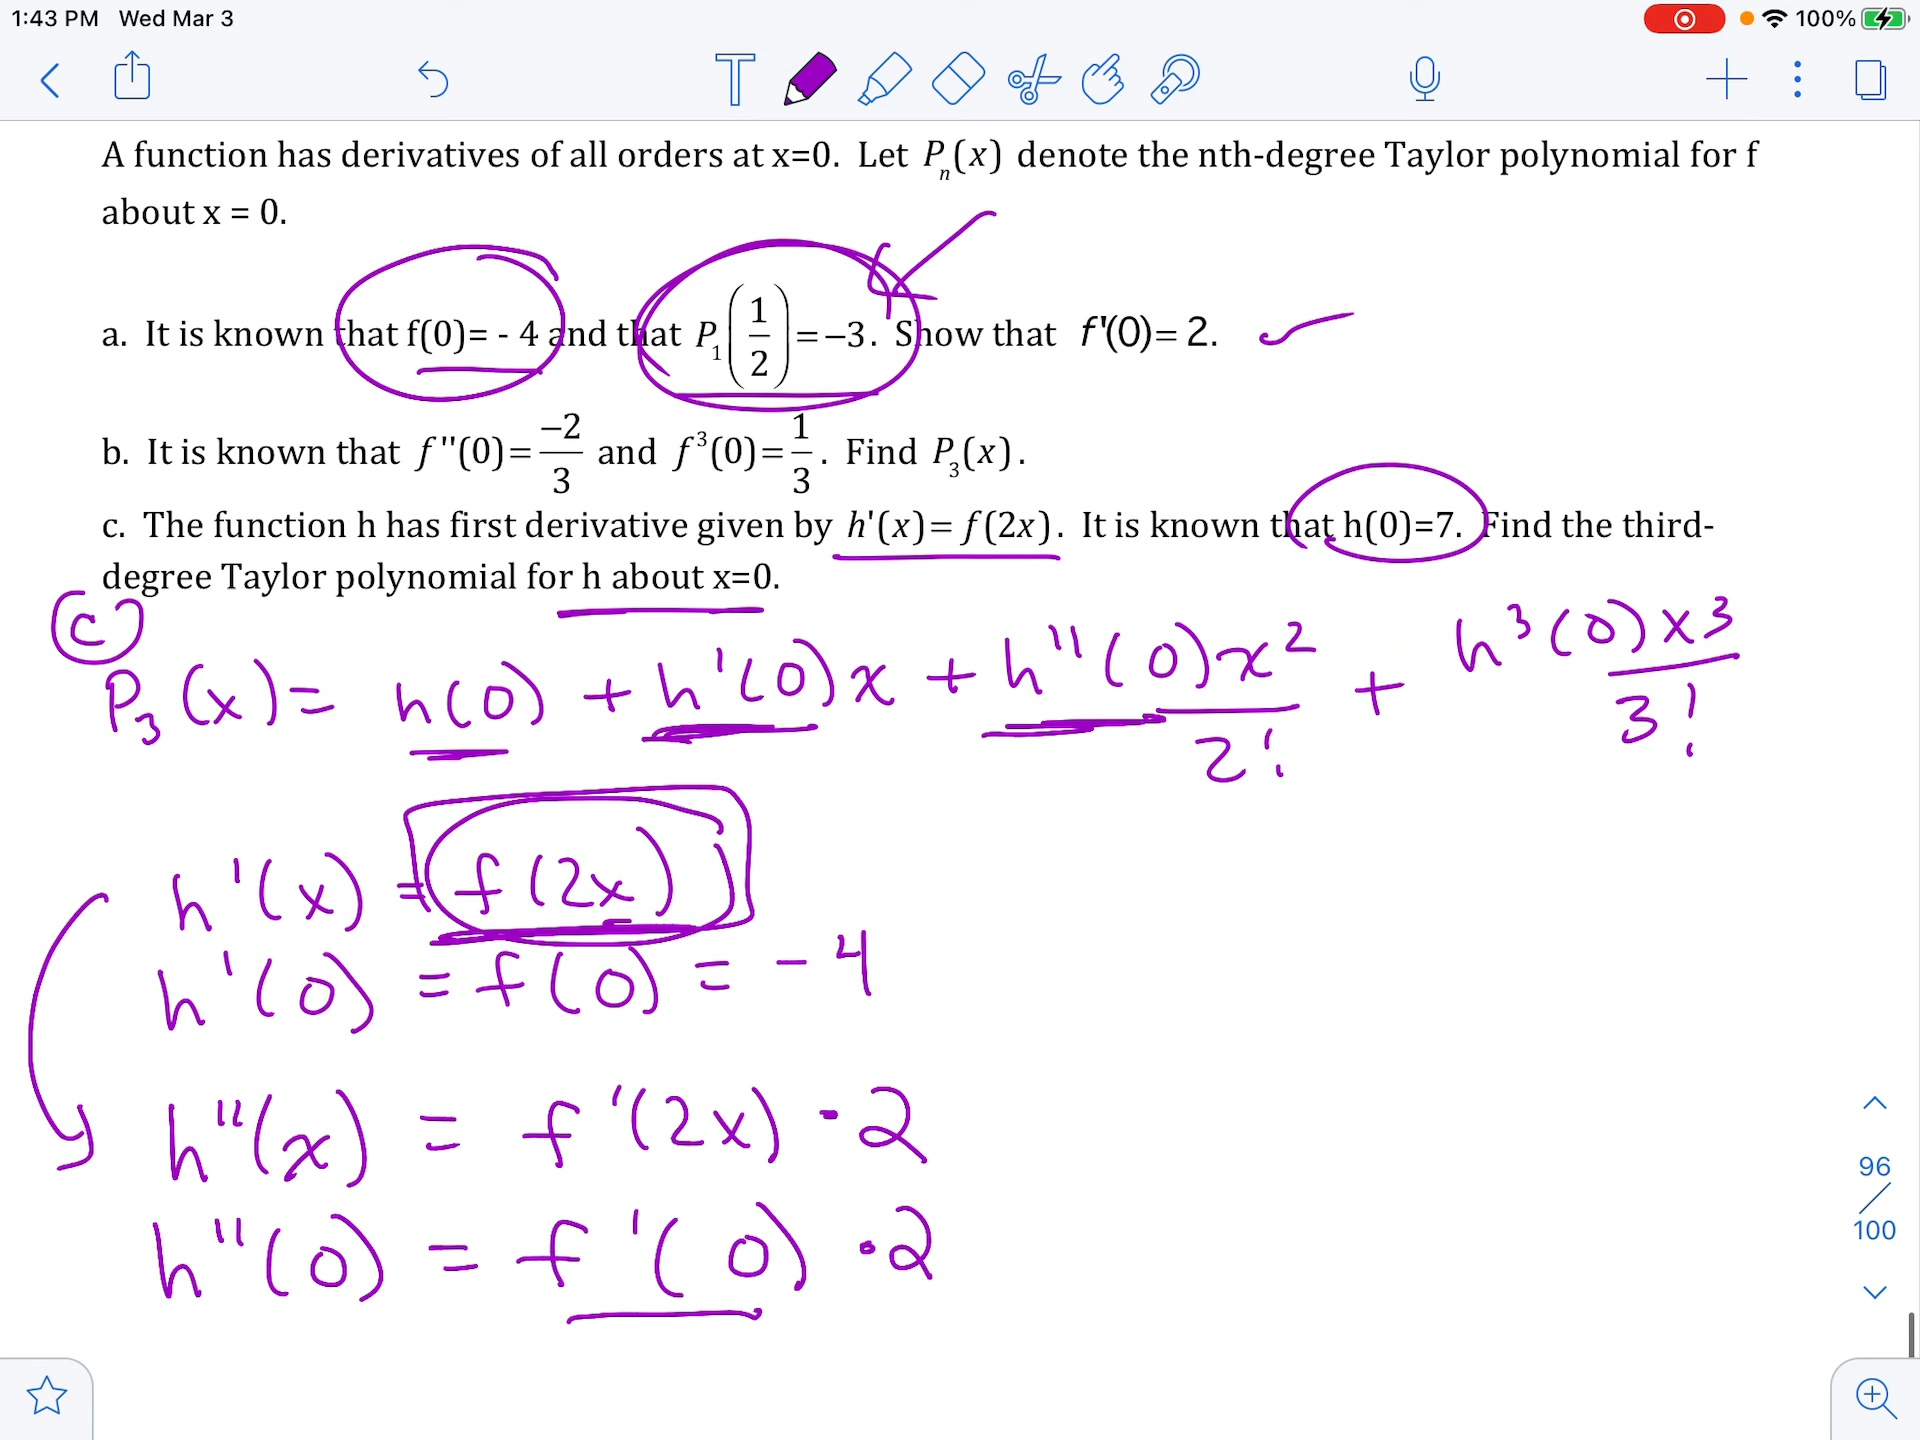 1:43 PM Wed Mar 3
100%
T
A function has derivatives of all orders at x=0. Let Pₙ(x) denote the nth-degree Taylor polynomial for f
about x = 0.
a. It is known that f(0)= - 4 and that P₁(1/2)=−3. Show that f'(0)= 2.
b. It is known that f"(0)=−2/3 and f³(0)=1/3. Find P₃(x).
c. The function h has first derivative given by h'(x)=f(2x). It is known that h(0)=7. Find the third-
degree Taylor polynomial for h about x=0.
c
P₃(x)= h(0) + h'(0)x + h''(0)x²/2! + h³(0)x³/3!
h'(x) = f(2x)
h'(0) = f(0) = -4
h''(x) = f'(2x) · 2
h''(0) = f'(0) · 2
96
/
100